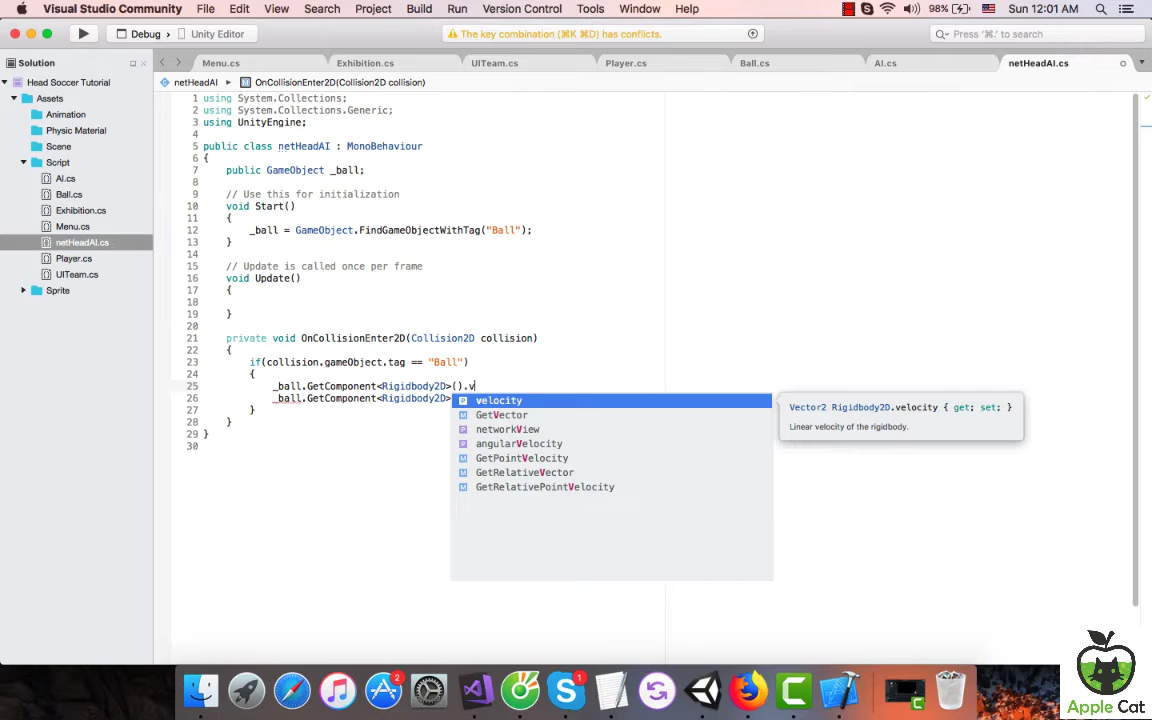 Visual Studio Community File Edit View Search Project Build Run Version Control Tools Window Help 98% Sun 12:01 AM
Debug › Unity Editor The key combination (⌘K ⌘D) has conflicts. Press '⌘.' to search
Solution Menu.cs Exhibition.cs UITeam.cs Player.cs Ball.cs AI.cs netHeadAI.cs
Head Soccer Tutorial
netHeadAI ▶ OnCollisionEnter2D(Collision2D collision)
Assets
Animation
Physic Material
Scene
Script
AI.cs
Ball.cs
Exhibition.cs
Menu.cs
netHeadAI.cs
Player.cs
UITeam.cs
Sprite
1 using System.Collections;
2 using System.Collections.Generic;
3 using UnityEngine;
4
5 public class netHeadAI : MonoBehaviour
6 {
7 public GameObject _ball;
8
9 // Use this for initialization
10 void Start()
11 {
12 _ball = GameObject.FindGameObjectWithTag("Ball");
13 }
14
15 // Update is called once per frame
16 void Update()
17 {
18
19 }
20
21 private void OnCollisionEnter2D(Collision2D collision)
22 {
23 if(collision.gameObject.tag == "Ball")
24 {
25 _ball.GetComponent<Rigidbody2D>().v
26 _ball.GetComponent<Rigidbody2D>
27 }
28 }
29 }
30
velocity
GetVector
networkView
angularVelocity
GetPointVelocity
GetRelativeVector
GetRelativePointVelocity
Vector2 Rigidbody2D.velocity { get; set; }
Linear velocity of the rigidbody.
2
1
Apple Cat